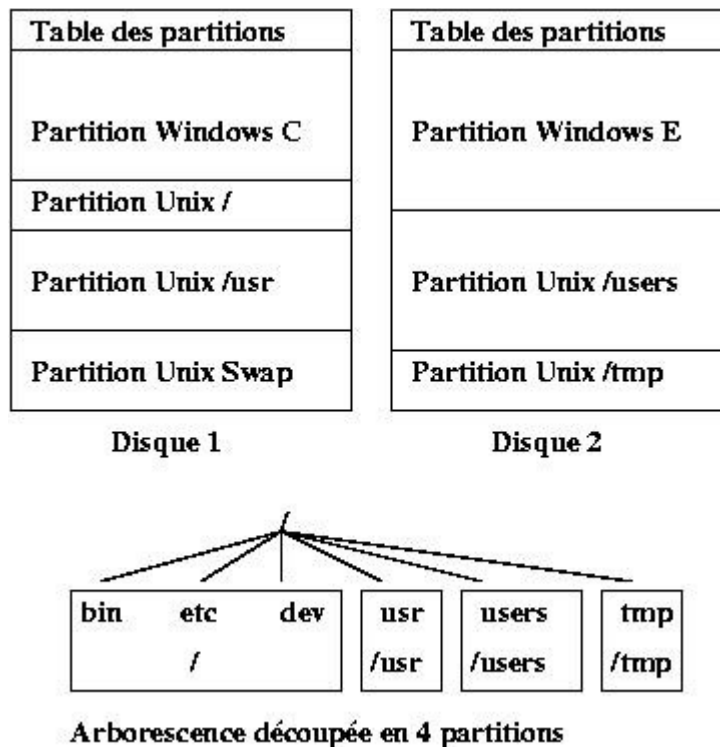 Table des partitions
Partition Windows C
Partition Unix /
Partition Unix /usr
Partition Unix Swap
Disque 1
Table des partitions
Partition Windows E
Partition Unix /users
Partition Unix /tmp
Disque 2
/
bin etc dev usr users tmp
/ /usr /users /tmp
Arborescence découpée en 4 partitions